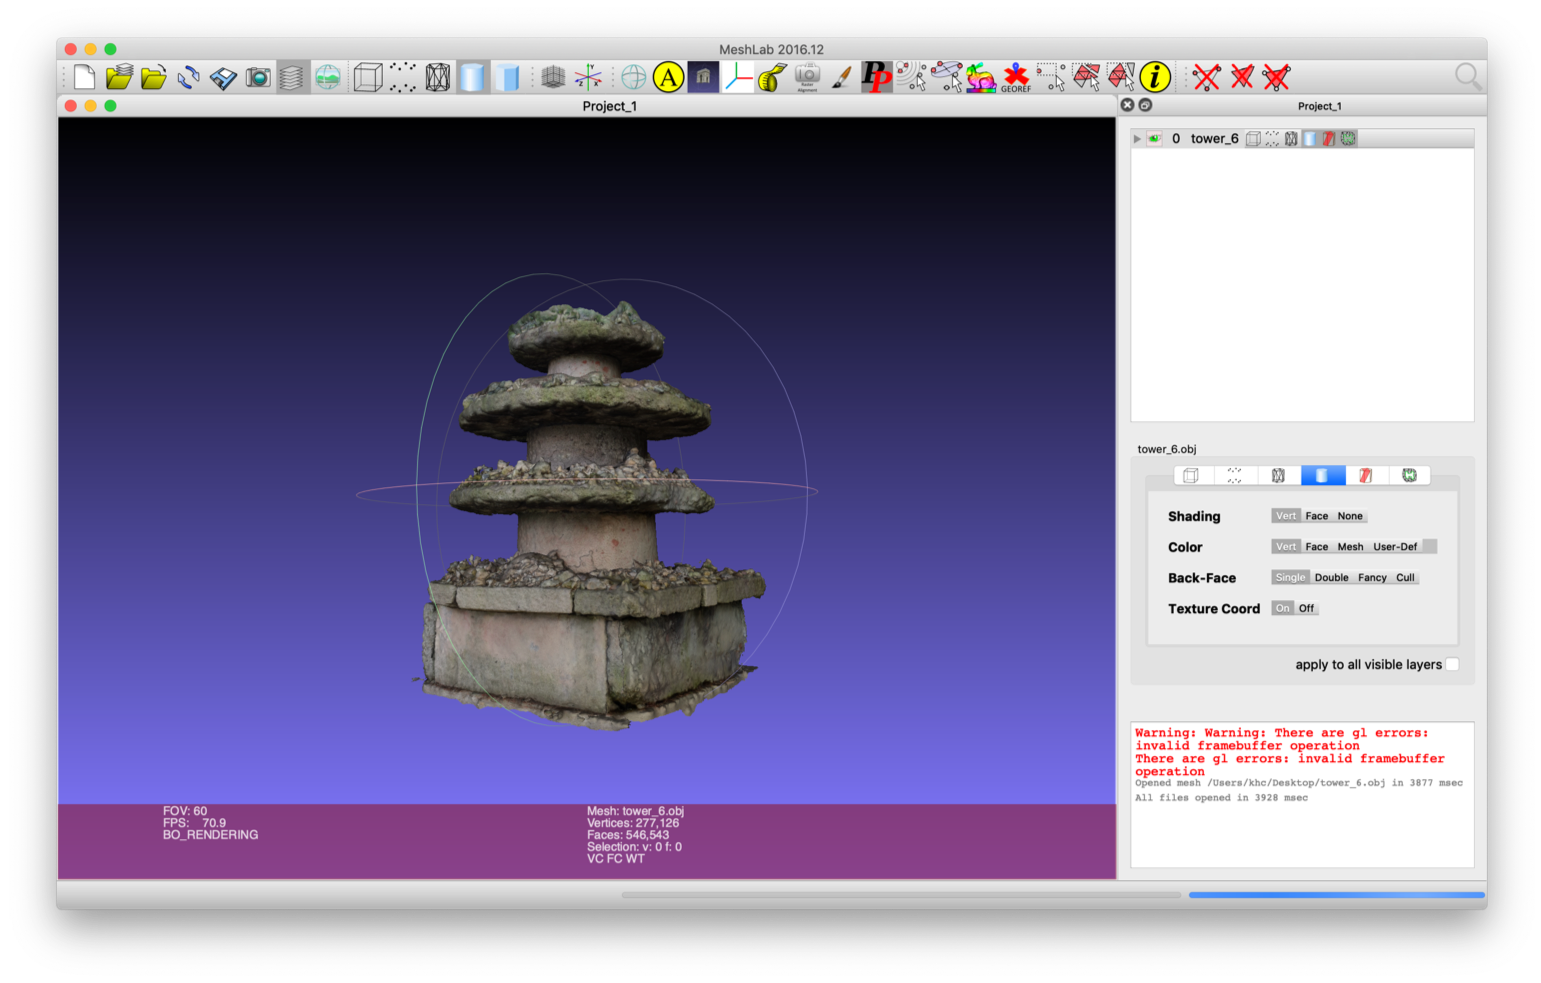 MeshLab 2016.12
A
PP
GEOREF
i
Project_1
Project_1
0 tower_6
tower_6.obj
Shading Vert Face None
Color Vert Face Mesh User-Def
Back-Face Single Double Fancy Cull
Texture Coord On Off
apply to all visible layers
Warning: Warning: There are gl errors:
invalid framebuffer operation
There are gl errors: invalid framebuffer
operation
Opened mesh /Users/khc/Desktop/tower_6.obj in 3877 msec
All files opened in 3928 msec
FOV: 60
FPS: 70.9
BO_RENDERING
Mesh: tower_6.obj
Vertices: 277,126
Faces: 546,543
Selection: v: 0 f: 0
VC FC WT